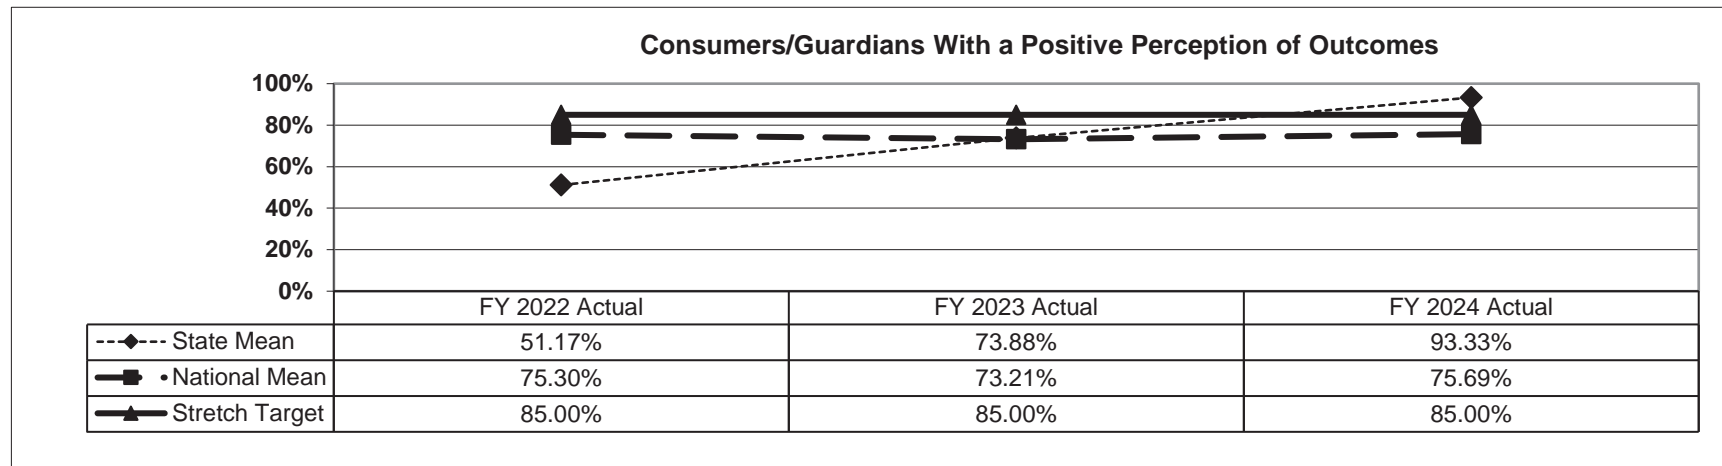 Consumers/Guardians With a Positive Perception of Outcomes
100%
80%
60%
40%
20%
0%
FY 2022 Actual FY 2023 Actual FY 2024 Actual
State Mean 51.17% 73.88% 93.33%
National Mean 75.30% 73.21% 75.69%
Stretch Target 85.00% 85.00% 85.00%